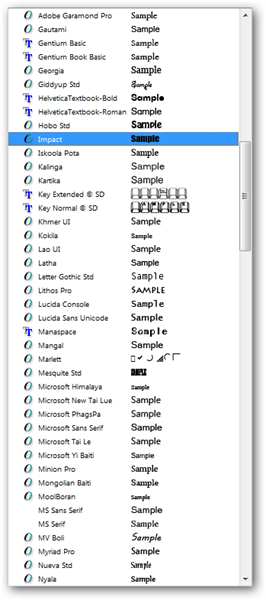 Adobe Garamond Pro Sample
Gautami Sample
Gentium Basic Sample
Gentium Book Basic Sample
Georgia Sample
Giddyup Std Sample
HelveticaTextbook-Bold Sample
HelveticaTextbook-Roman Sample
Hobo Std Sample
Impact Sample
Iskoola Pota Sample
Kalinga Sample
Kartika Sample
Key Extended ® SD
Key Normal ® SD
Khmer UI Sample
Kokila Sample
Lao UI Sample
Latha Sample
Letter Gothic Std Sample
Lithos Pro SAMPLE
Lucida Console Sample
Lucida Sans Unicode Sample
Manaspace Sample
Mangal Sample
Marlett
Mesquite Std SAMPLE
Microsoft Himalaya Sample
Microsoft New Tai Lue Sample
Microsoft PhagsPa Sample
Microsoft Sans Serif Sample
Microsoft Tai Le Sample
Microsoft Yi Baiti Sample
Minion Pro Sample
Mongolian Baiti Sample
MoolBoran Sample
MS Sans Serif Sample
MS Serif Sample
MV Boli Sample
Myriad Pro Sample
Nueva Std Sample
Nyala Sample